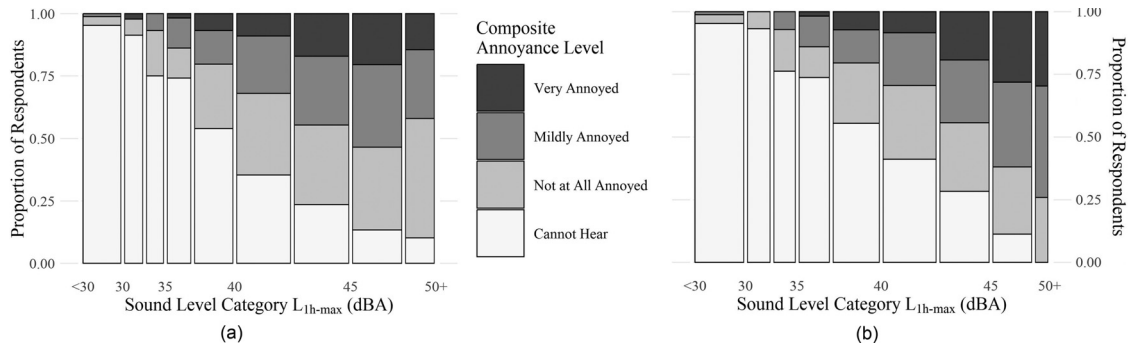 1.00
0.75
0.50
0.25
0.00
Proportion of Respondents
<30 30 35 40 45 50+
Sound Level Category L1h-max (dBA)
(a)
Composite
Annoyance Level
Very Annoyed
Mildly Annoyed
Not at All Annoyed
Cannot Hear
1.00
0.75
0.50
0.25
0.00
Proportion of Respondents
<30 30 35 40 45 50+
Sound Level Category L1h-max (dBA)
(b)